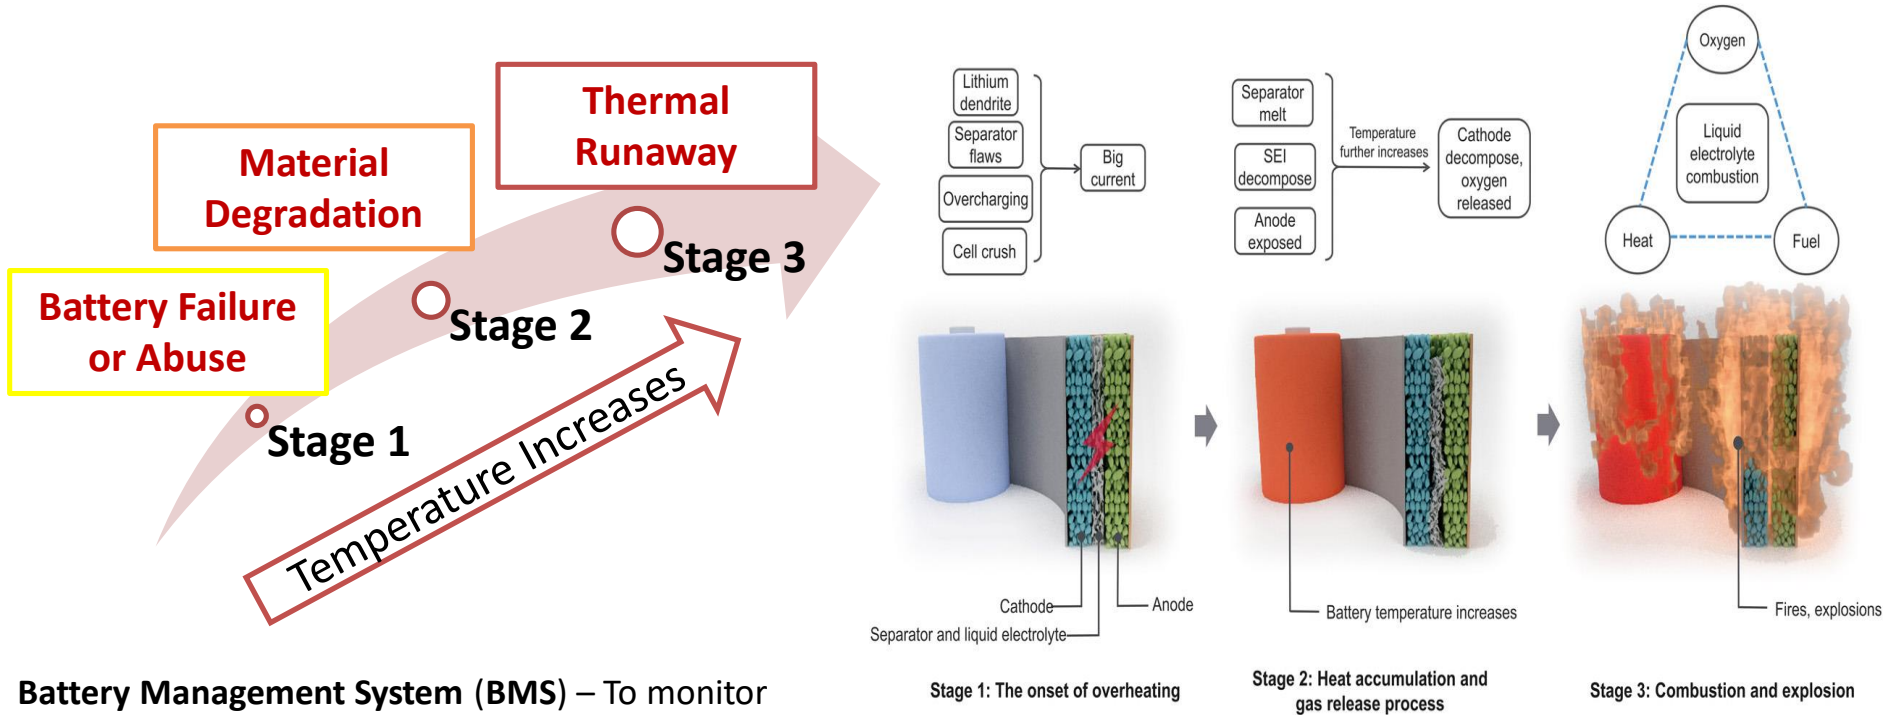 Thermal
Runaway
Material
Degradation
Battery Failure
or Abuse
Stage 3
Stage 2
Stage 1
Temperature Increases
Battery Management System (BMS) – To monitor
Lithium
dendrite
Separator
flaws
Overcharging
Cell crush
Big
current
Cathode
Separator and liquid electrolyte
Anode
Stage 1: The onset of overheating
Separator
melt
SEI
decompose
Anode
exposed
Temperature
further increases
Cathode
decompose,
oxygen
released
Battery temperature increases
Stage 2: Heat accumulation and
gas release process
Oxygen
Liquid
electrolyte
combustion
Heat
Fuel
Fires, explosions
Stage 3: Combustion and explosion